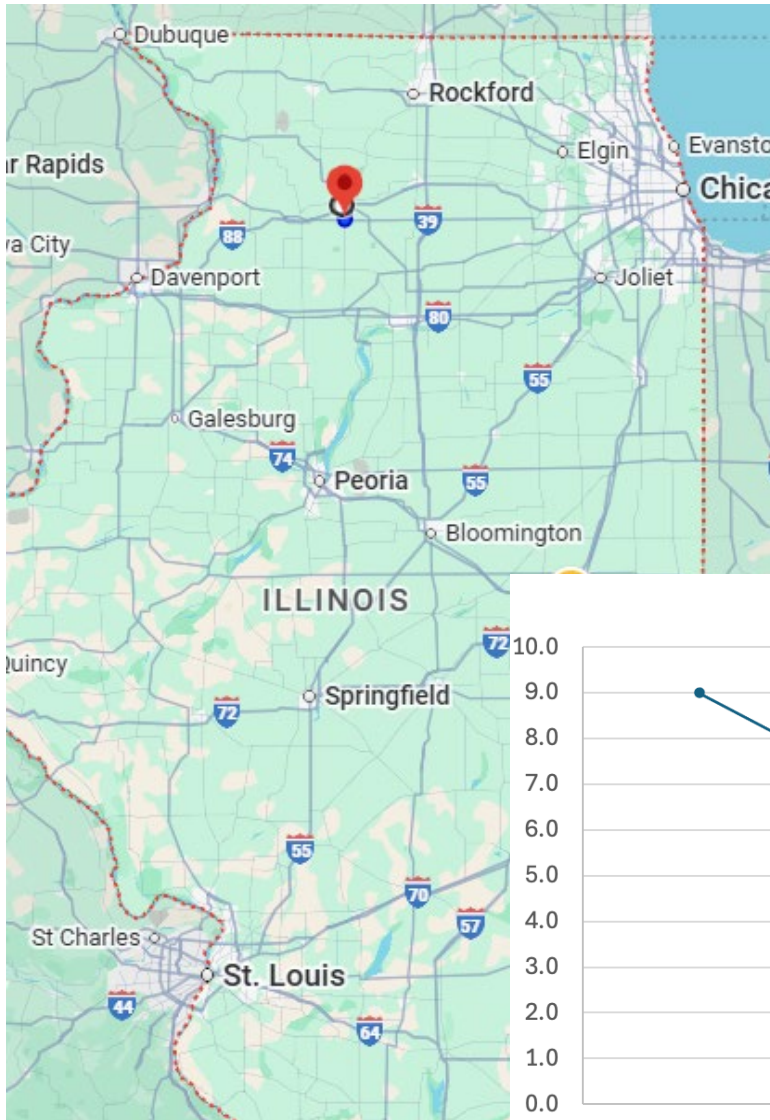 Dubuque
Rockford
Elgin
Evansto
ar Rapids
Chica
va City
88
39
Davenport
Joliet
80
55
Galesburg
74
Peoria
55
Bloomington
ILLINOIS
72
Quincy
10.0
Springfield
72
9.0
8.0
7.0
6.0
55
5.0
70
57
4.0
St Charles
St. Louis
3.0
44
2.0
64
1.0
0.0